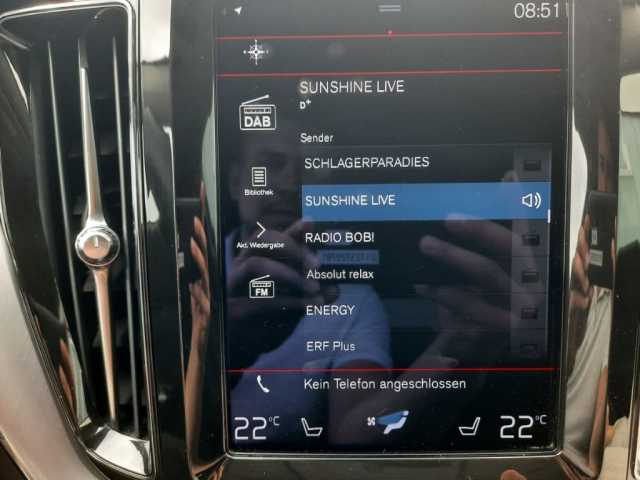 08:51
SUNSHINE LIVE
D+
DAB
Sender
SCHLAGERPARADIES
Bibliothek
SUNSHINE LIVE
Akt. Wiedergabe
RADIO BOB!
Absolut relax
FM
ENERGY
ERF Plus
Kein Telefon angeschlossen
22°C
22°C